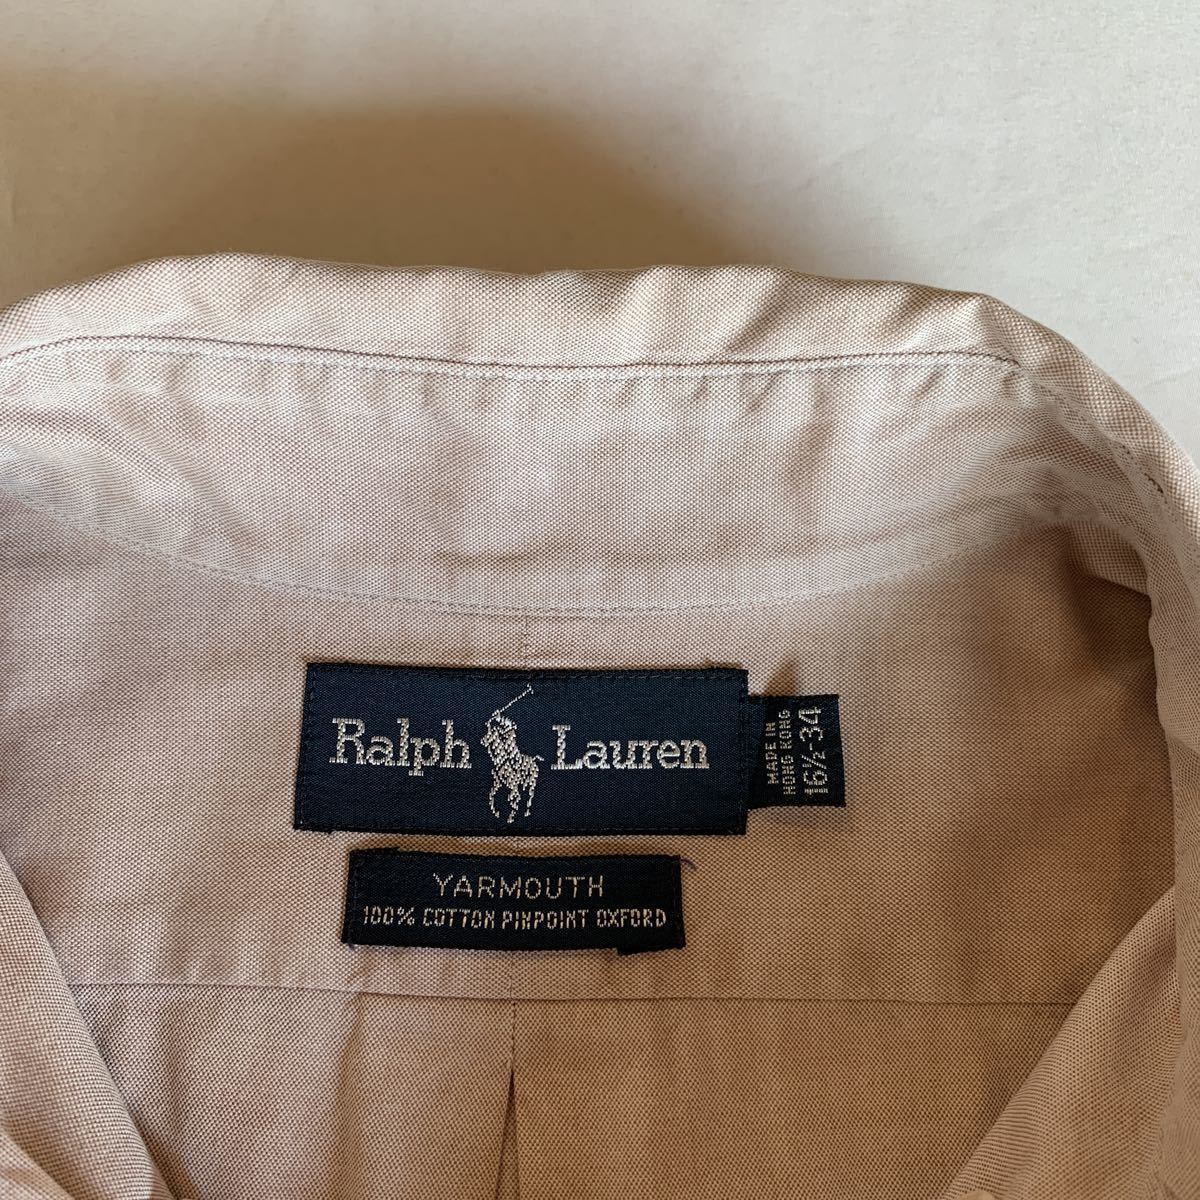 Ralph Lauren
MADE IN
HONG KONG
16½-34
YARMOUTH
100% COTTON PINPOINT OXFORD